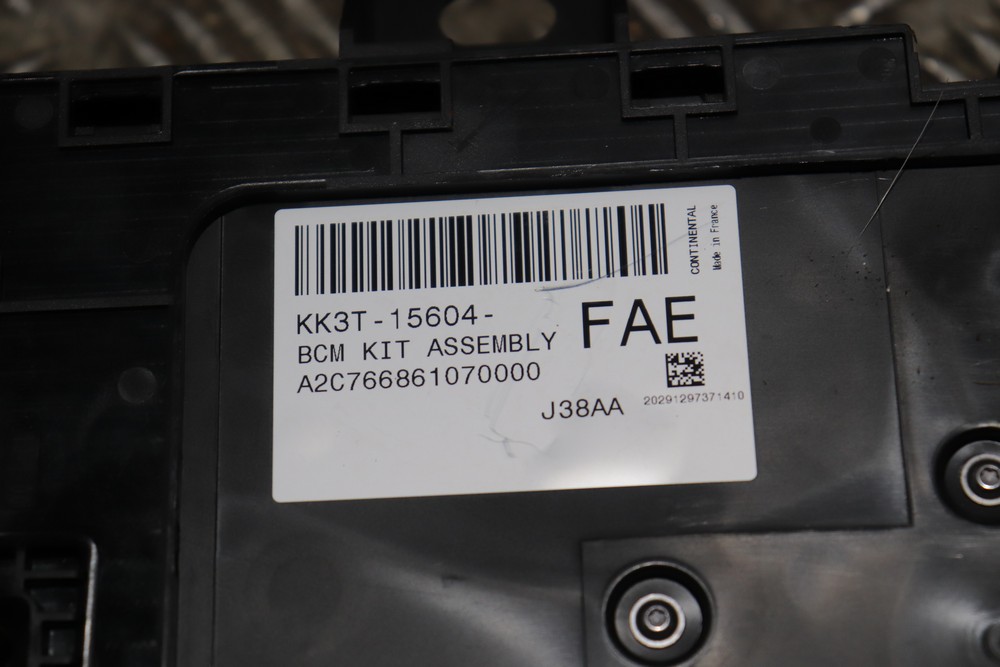 CONTINENTAL
Made in France
KK3T-15604-
FAE
BCM KIT ASSEMBLY
A2C766861070000
J38AA
20291297371410